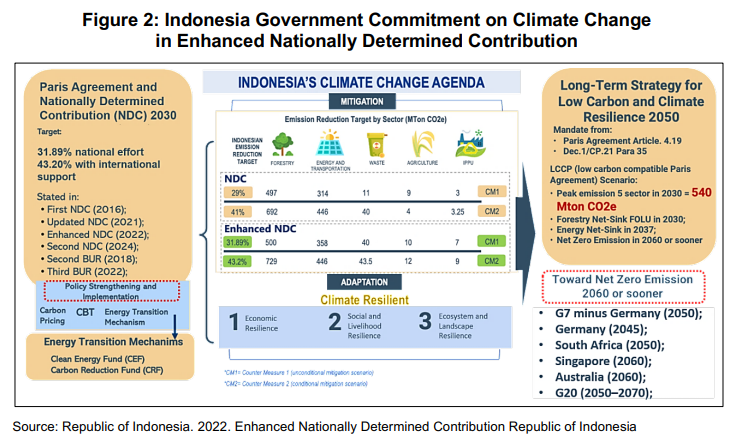 Figure 2: Indonesia Government Commitment on Climate Change
in Enhanced Nationally Determined Contribution
Paris Agreement and
Nationally Determined
Contribution (NDC) 2030
Target:
31.89% national effort
43.20% with international
support
Stated in:
• First NDC (2016);
• Updated NDC (2021);
• Enhanced NDC (2022);
• Second NDC (2024);
• Second BUR (2018);
• Third BUR (2022);
Policy Strengthening and
Implementation
Carbon
Pricing
CBT
Energy Transition
Mechanism
Energy Transition Mechanims
Clean Energy Fund (CEF)
Carbon Reduction Fund (CRF)
INDONESIA'S CLIMATE CHANGE AGENDA
MITIGATION
Emission Reduction Target by Sector (MTon CO2e)
INDONESIAN
EMISSION
REDUCTION
TARGET
FORESTRY
ENERGY AND
TRANSPORTATION
WASTE
AGRICULTURE
IPPU
NDC
29% 497 314 11 9 3 CM1
41% 692 446 40 4 3.25 CM2
Enhanced NDC
31.89% 500 358 40 10 7 CM1
43.2% 729 446 43.5 12 9 CM2
ADAPTATION
Climate Resilient
1 Economic
Resilience
2 Social and
Livelihood
Resilience
3 Ecosystem and
Landscape
Resilience
*CM1= Counter Measure 1 (unconditional mitigation scenario)
*CM2= Counter Measure 2 (conditional mitigation scenario)
Long-Term Strategy for
Low Carbon and Climate
Resilience 2050
Mandate from:
• Paris Agreement Article. 4.19
• Dec.1/CP.21 Para 35
LCCP (low carbon compatible Paris
Agreement) Scenario:
• Peak emission 5 sector in 2030 = 540
Mton CO2e
• Forestry Net-Sink FOLU in 2030;
• Energy Net-Sink in 2037;
• Net Zero Emission in 2060 or sooner
Toward Net Zero Emission
2060 or sooner
• G7 minus Germany (2050);
• Germany (2045);
• South Africa (2050);
• Singapore (2060);
• Australia (2060);
• G20 (2050–2070);
Source: Republic of Indonesia. 2022. Enhanced Nationally Determined Contribution Republic of Indonesia